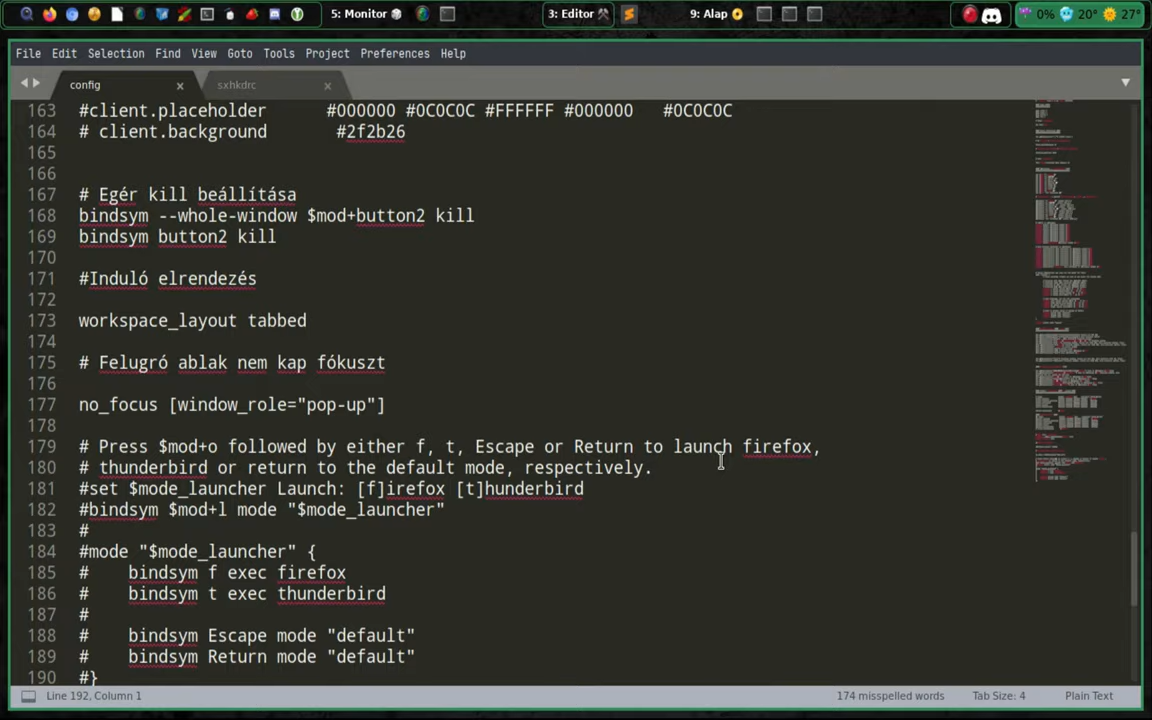 5: Monitor
3: Editor
9: Alap
0% 20° 27°
File Edit Selection Find View Goto Tools Project Preferences Help
config x sxhkdrc x
163 #client.placeholder #000000 #0C0C0C #FFFFFF #000000 #0C0C0C
164 # client.background #2f2b26
165
166
167 # Egér kill beállítása
168 bindsym --whole-window $mod+button2 kill
169 bindsym button2 kill
170
171 #Induló elrendezés
172
173 workspace_layout tabbed
174
175 # Felugró ablak nem kap fókuszt
176
177 no_focus [window_role="pop-up"]
178
179 # Press $mod+o followed by either f, t, Escape or Return to launch firefox,
180 # thunderbird or return to the default mode, respectively.
181 #set $mode_launcher Launch: [f]irefox [t]hunderbird
182 #bindsym $mod+l mode "$mode_launcher"
183 #
184 #mode "$mode_launcher" {
185 # bindsym f exec firefox
186 # bindsym t exec thunderbird
187 #
188 # bindsym Escape mode "default"
189 # bindsym Return mode "default"
190 #}
Line 192, Column 1 174 misspelled words Tab Size: 4 Plain Text